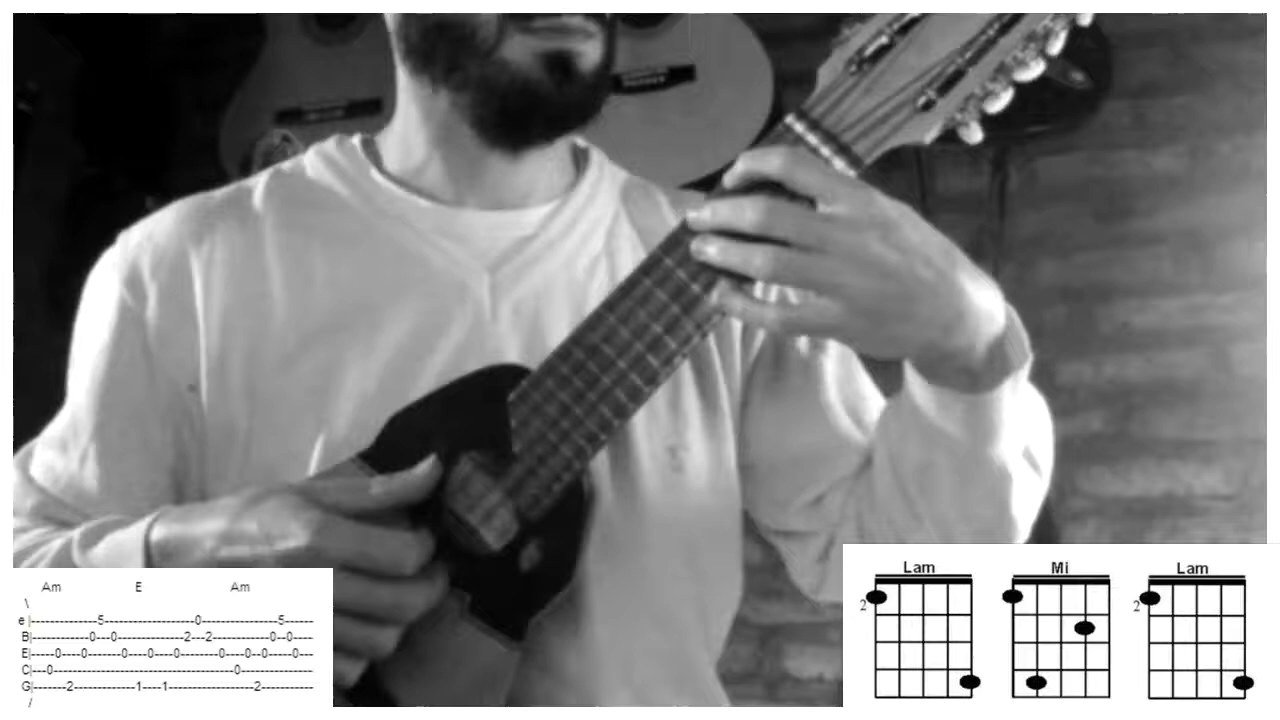 Am E Am
\
e |------------5----------------0--------------5-----
B|-----------0---0-------------2---2-----------0--0---
E|----0----0-------0----0----0-------0---0--0-----0---
C|---0-----------------------------------0--------------
G|------2-----------1----1----------------2----------
/
Lam Mi Lam
2 2